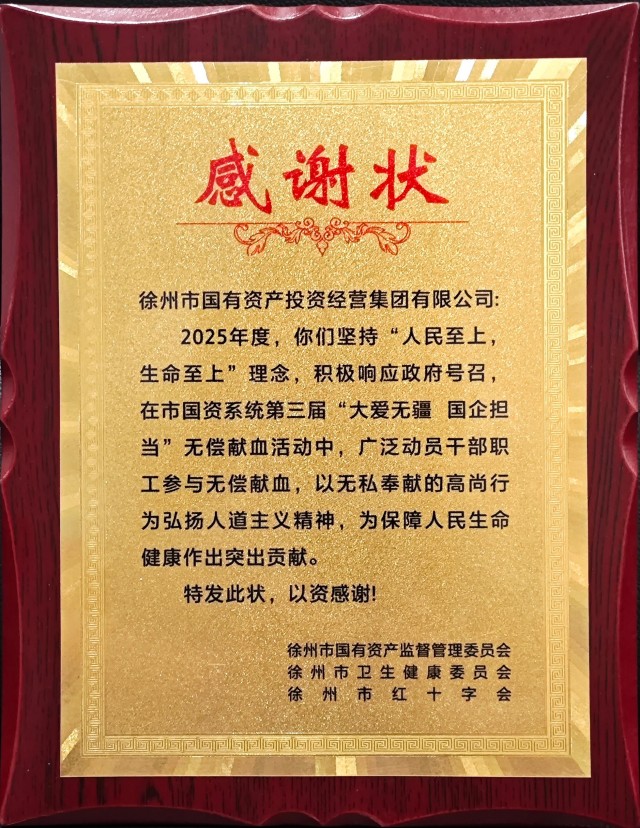 感谢状
徐州市国有资产投资经营集团有限公司:
2025年度，你们坚持“人民至上，
生命至上”理念，积极响应政府号召，
在市国资系统第三届“大爱无疆 国企担
当”无偿献血活动中，广泛动员干部职
工参与无偿献血，以无私奉献的高尚行
为弘扬人道主义精神，为保障人民生命
健康作出突出贡献。
特发此状，以资感谢!
徐州市国有资产监督管理委员会
徐州市卫生健康委员会
徐州市红十字会